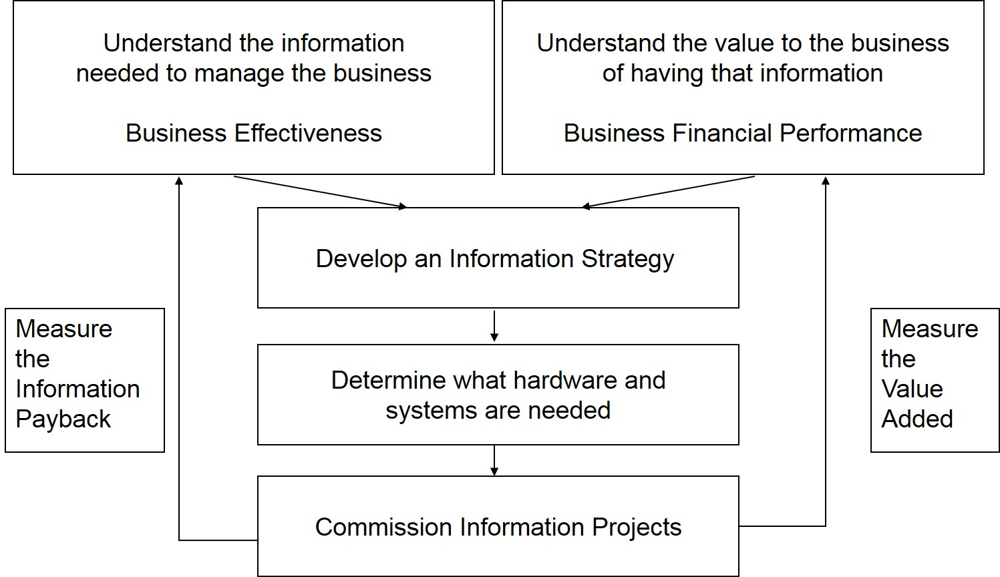 Understand the information
needed to manage the business
Business Effectiveness
Understand the value to the business
of having that information
Business Financial Performance
Develop an Information Strategy
Measure
the
Information
Payback
Determine what hardware and
systems are needed
Measure
the
Value
Added
Commission Information Projects